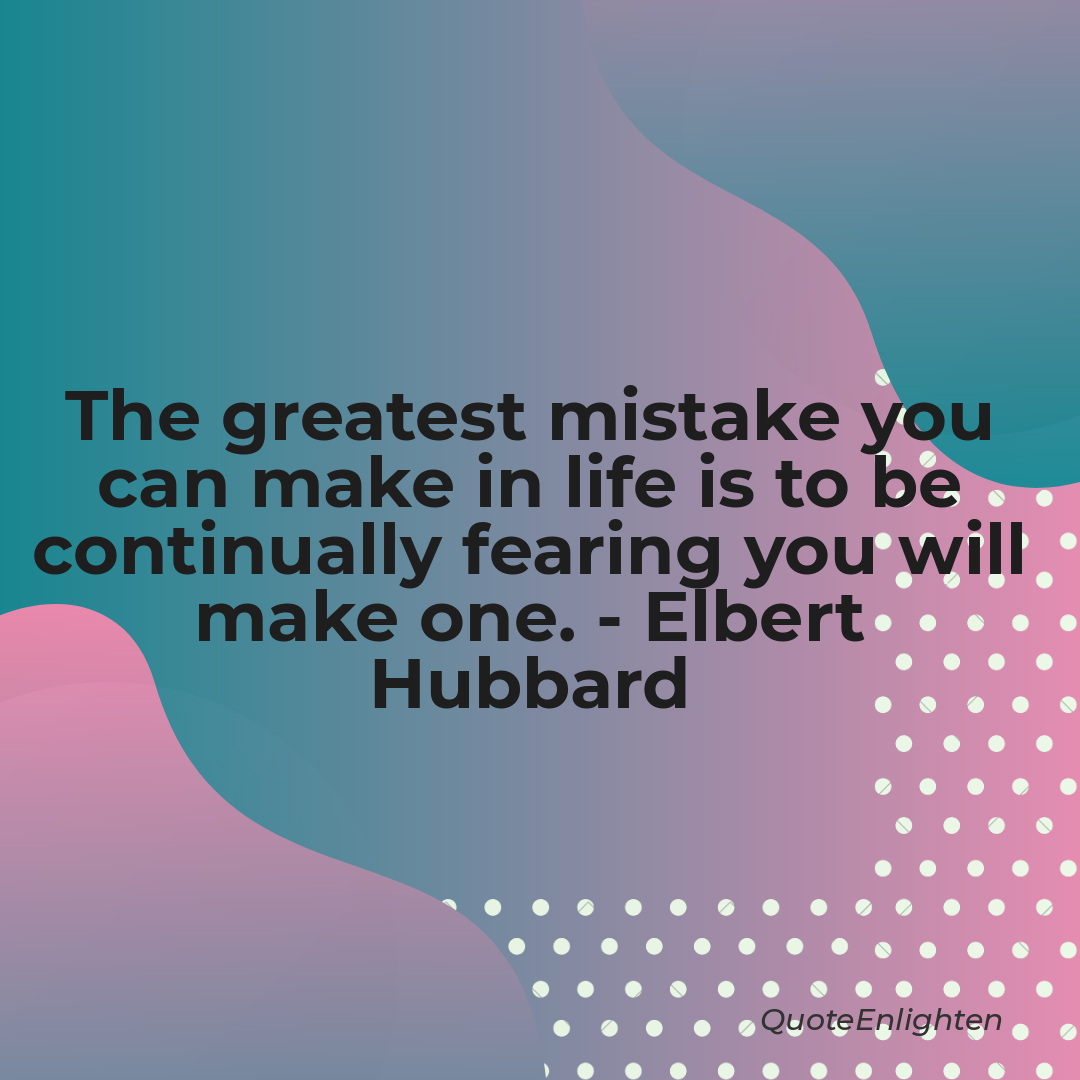 The greatest mistake you
can make in life is to be
continually fearing you will
make one. - Elbert
Hubbard
QuoteEnlighten